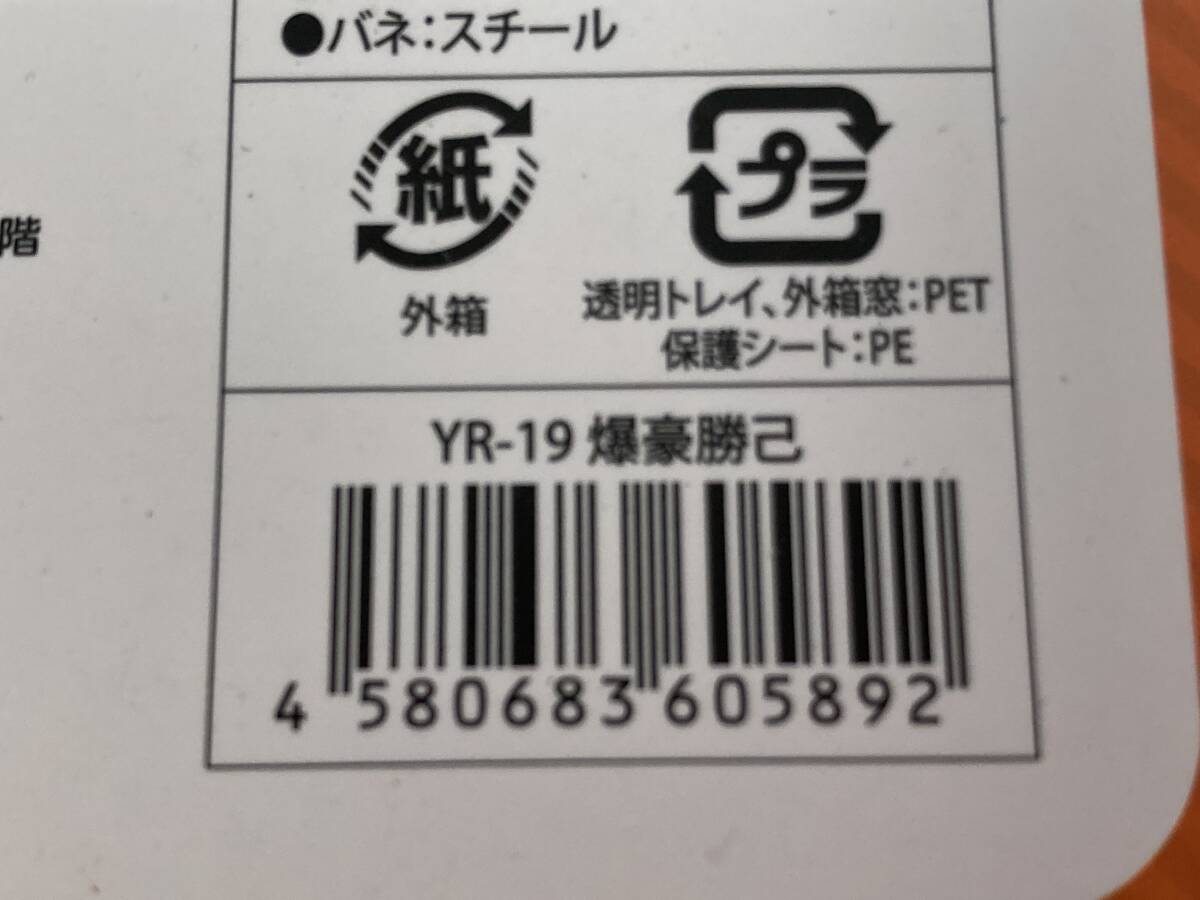 ●バネ：スチール
紙
プラ
階
外箱
透明トレイ、外箱窓：PET
保護シート：PE
YR-19 爆豪勝己
4 580683 605892